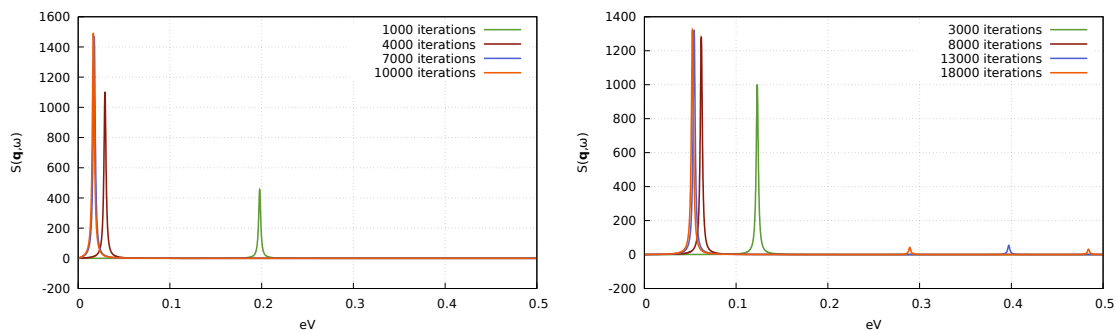 1600
1400
1200
1000
800
600
400
200
0
-200
0
0.1
0.2
0.3
0.4
0.5
S(q,ω)
eV
1000 iterations
4000 iterations
7000 iterations
10000 iterations
1400
1200
1000
800
600
400
200
0
-200
0
0.1
0.2
0.3
0.4
0.5
S(q,ω)
eV
3000 iterations
8000 iterations
13000 iterations
18000 iterations